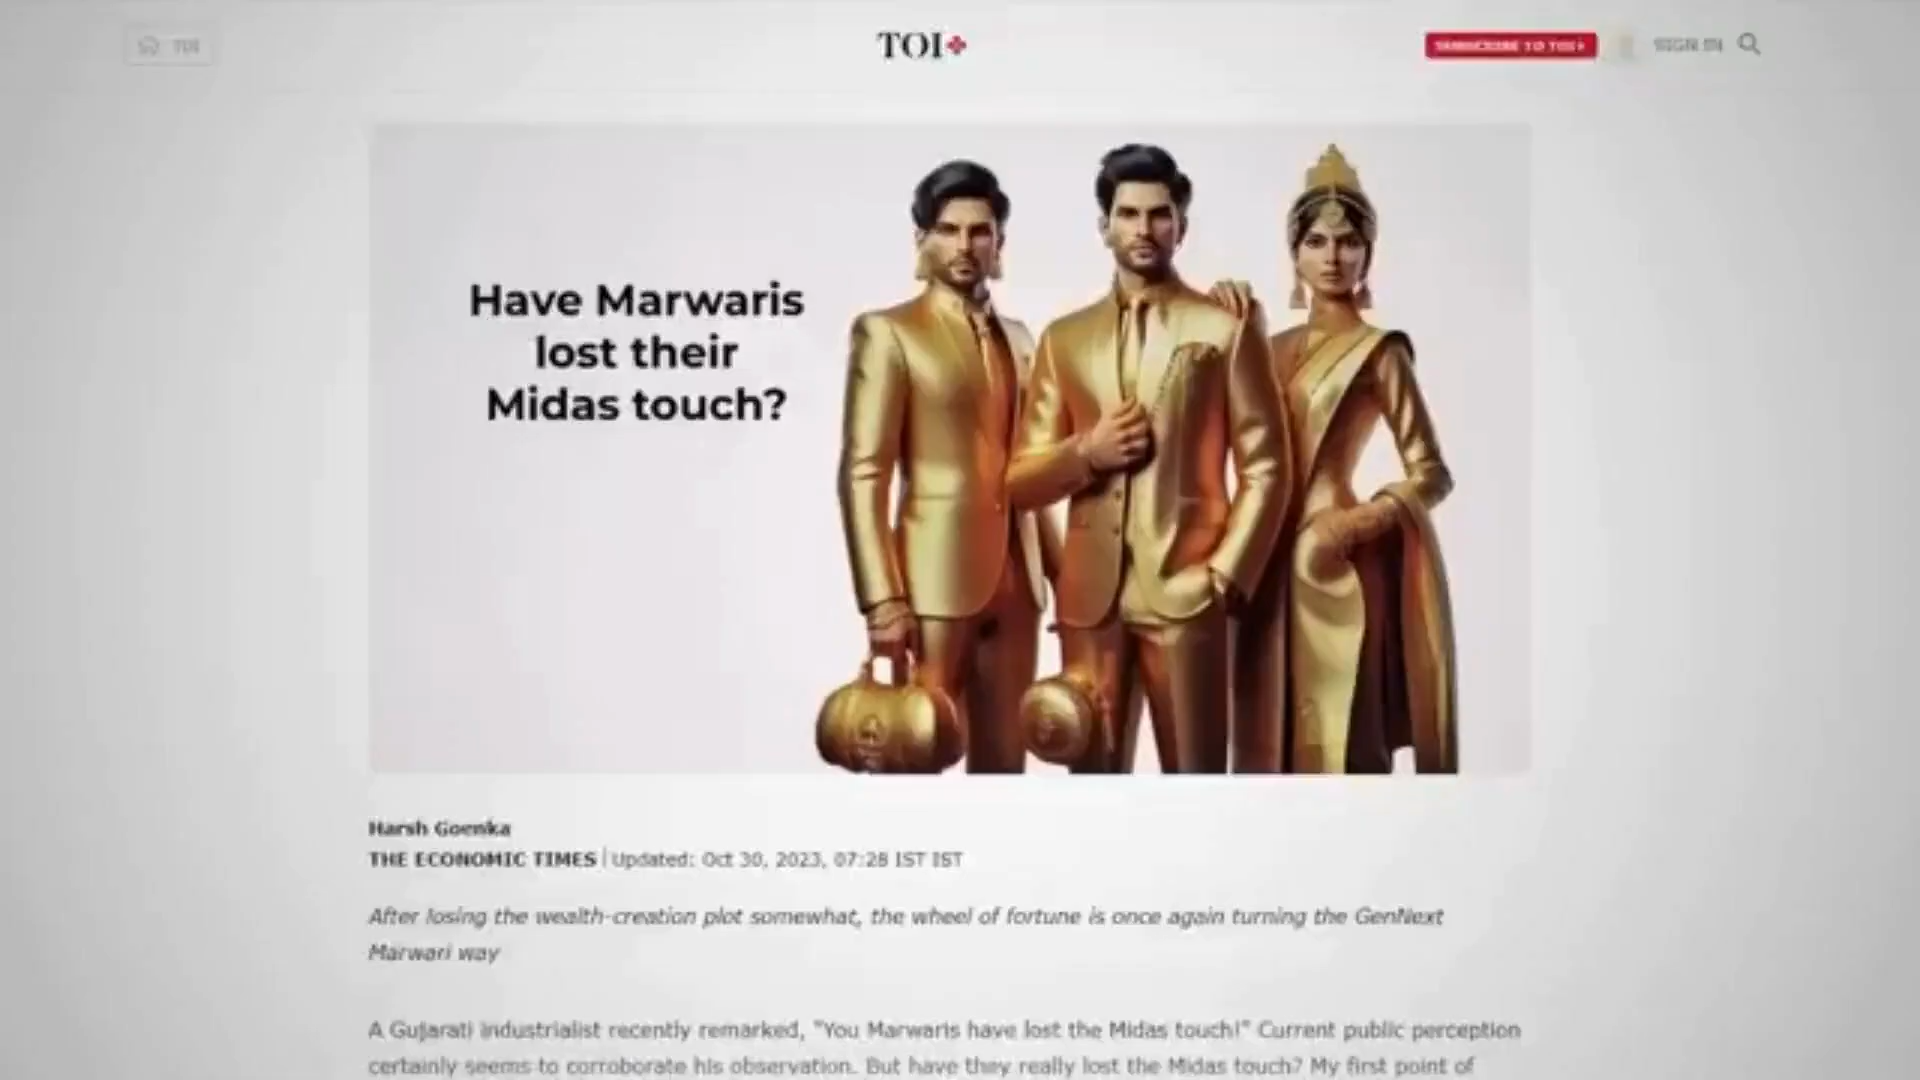 TOI
TOI+
SUBSCRIBE TO TOI+
SIGN IN
Have Marwaris
lost their
Midas touch?
Harsh Goenka
THE ECONOMIC TIMES | Updated: Oct 30, 2023, 07:28 IST IST
After losing the wealth-creation plot somewhat, the wheel of fortune is once again turning the GenNext
Marwari way
A Gujarati industrialist recently remarked, "You Marwaris have lost the Midas touch!" Current public perception
certainly seems to corroborate his observation. But have they really lost the Midas touch? My first point of